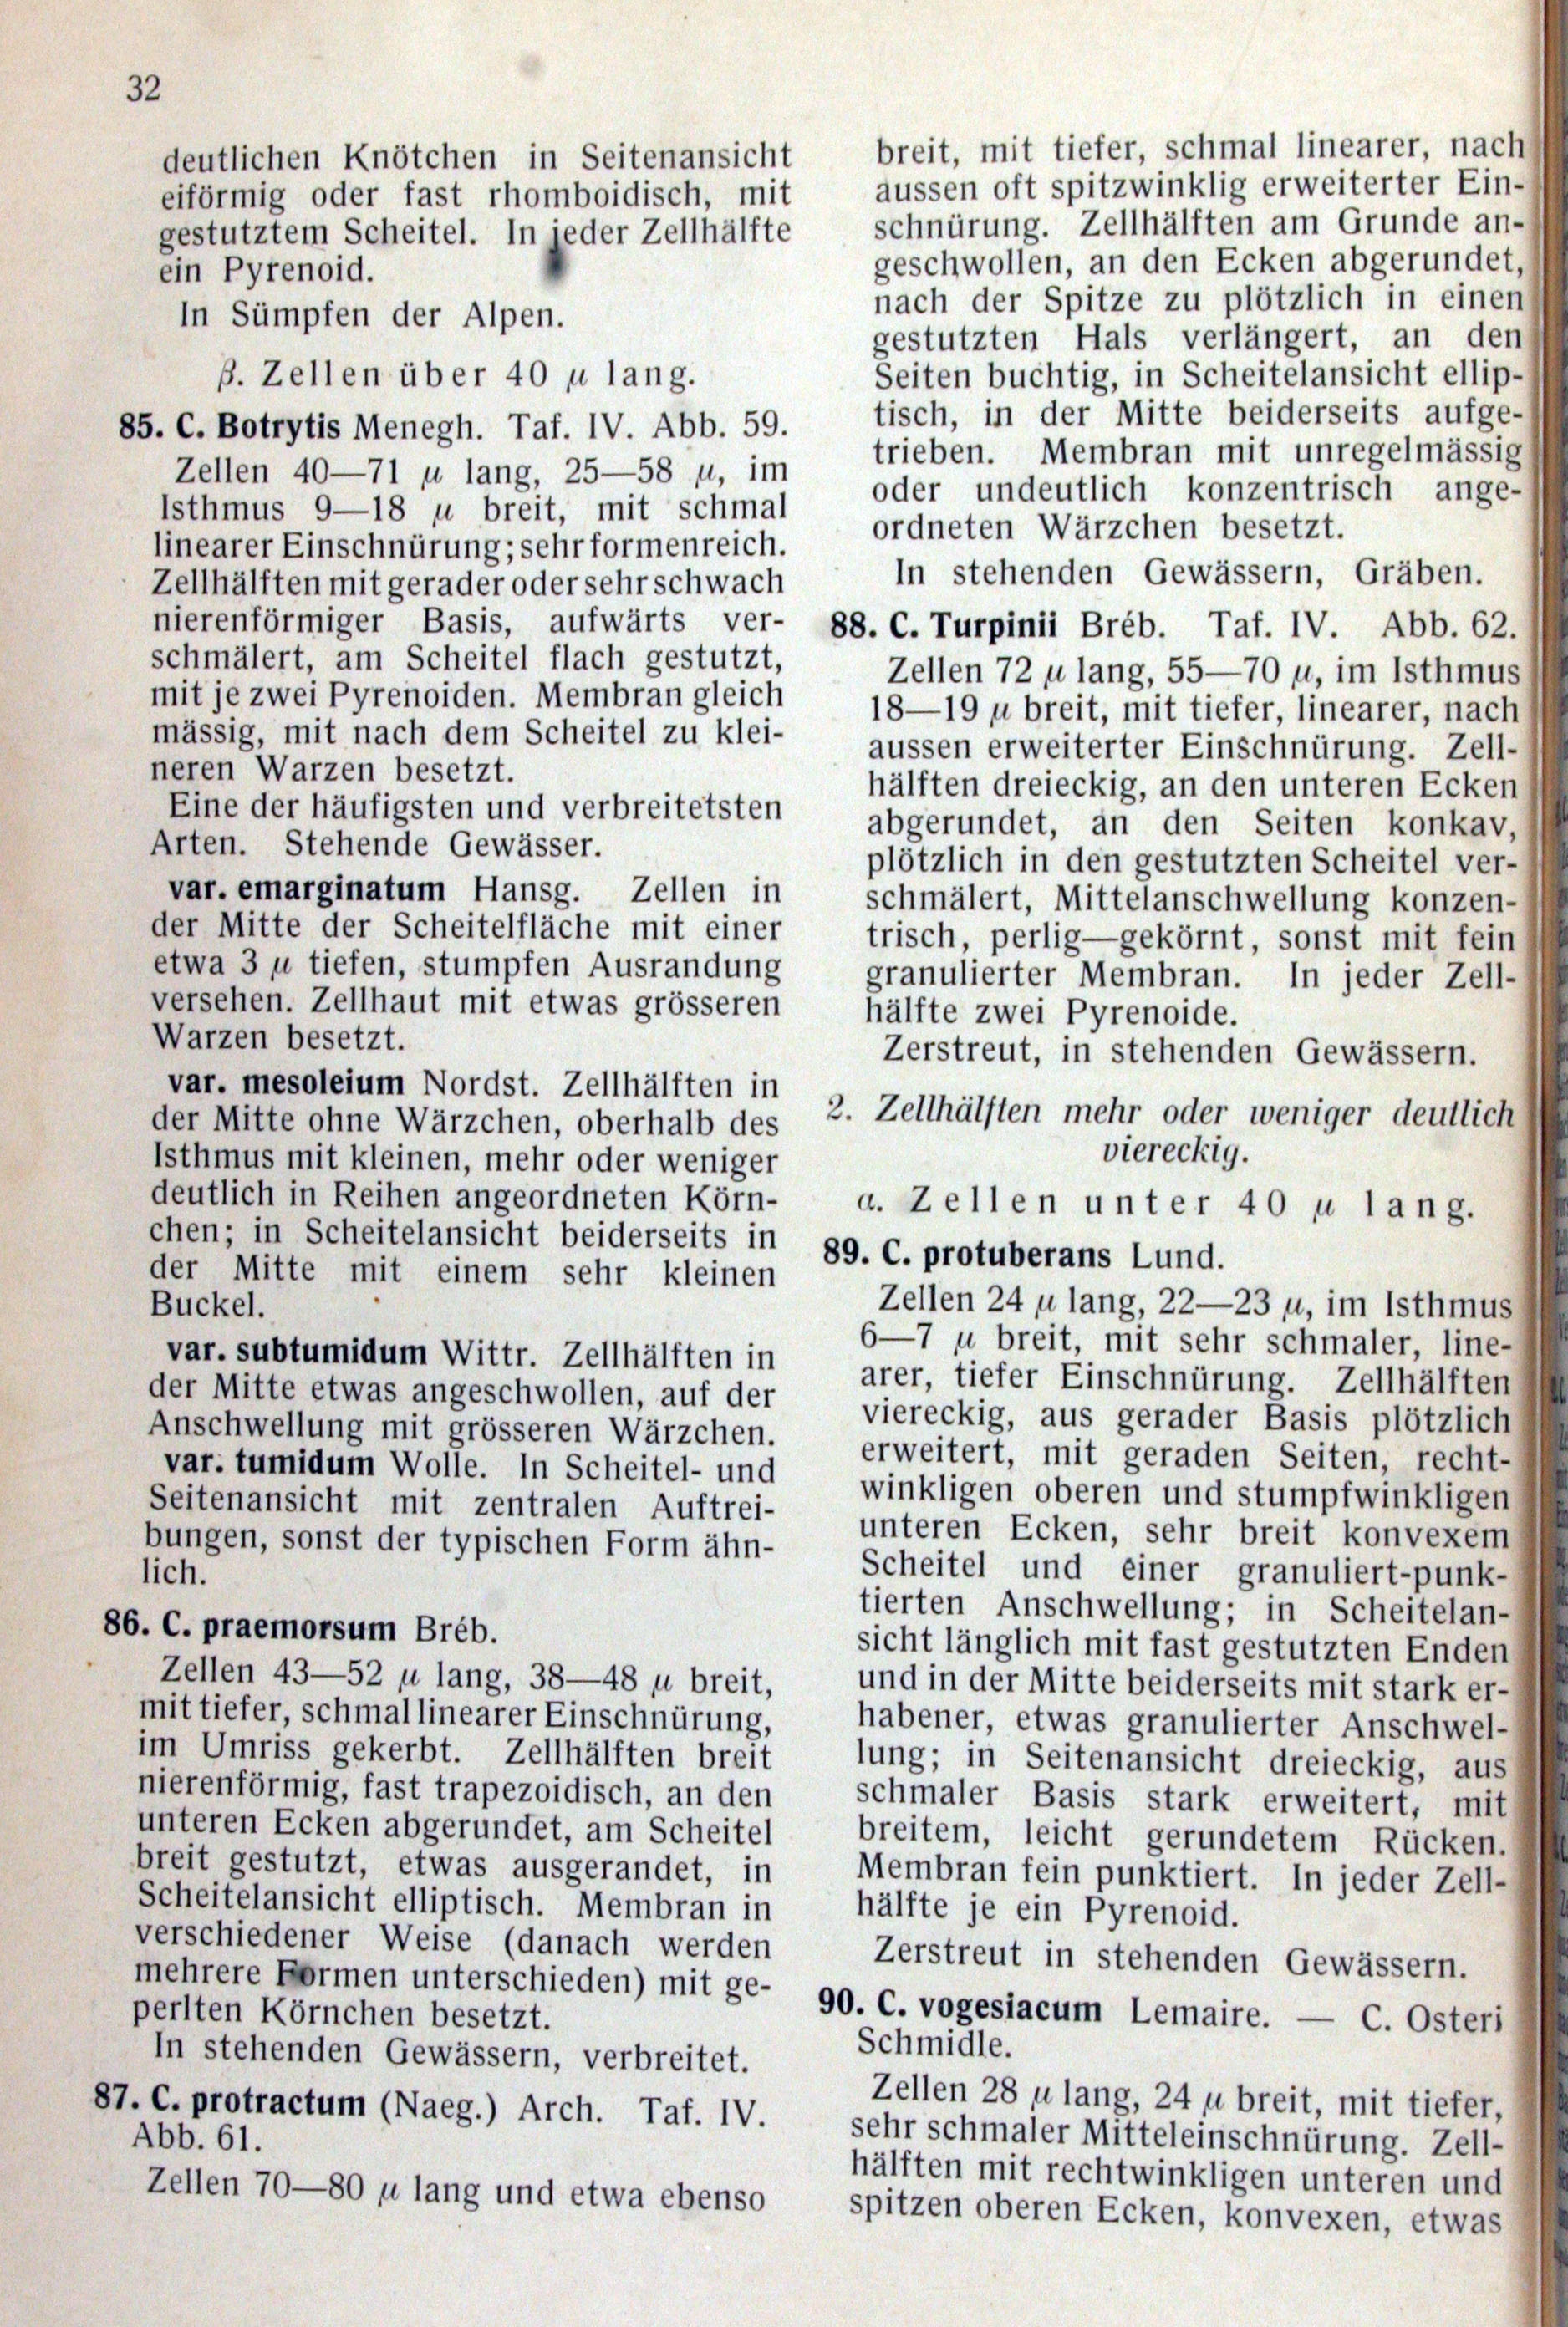 32
deutlichen Knötchen in Seitenansicht
eiförmig oder fast rhomboidisch, mit
gestutztem Scheitel. In jeder Zellhälfte
ein Pyrenoid.
In Sümpfen der Alpen.
β. Zellen über 40 µ lang.
85. C. Botrytis Menegh. Taf. IV. Abb. 59.
Zellen 40—71 µ lang, 25—58 µ, im
Isthmus 9—18 µ breit, mit schmal
linearer Einschnürung; sehr formenreich.
Zellhälften mit gerader oder sehr schwach
nierenförmiger Basis, aufwärts ver-
schmälert, am Scheitel flach gestutzt,
mit je zwei Pyrenoiden. Membran gleich
mässig, mit nach dem Scheitel zu klei-
neren Warzen besetzt.
Eine der häufigsten und verbreitetsten
Arten. Stehende Gewässer.
var. emarginatum Hansg. Zellen in
der Mitte der Scheitelfläche mit einer
etwa 3 µ tiefen, stumpfen Ausrandung
versehen. Zellhaut mit etwas grösseren
Warzen besetzt.
var. mesoleium Nordst. Zellhälften in
der Mitte ohne Wärzchen, oberhalb des
Isthmus mit kleinen, mehr oder weniger
deutlich in Reihen angeordneten Körn-
chen; in Scheitelansicht beiderseits in
der Mitte mit einem sehr kleinen
Buckel.
var. subtumidum Wittr. Zellhälften in
der Mitte etwas angeschwollen, auf der
Anschwellung mit grösseren Wärzchen.
var. tumidum Wolle. In Scheitel- und
Seitenansicht mit zentralen Auftrei-
bungen, sonst der typischen Form ähn-
lich.
86. C. praemorsum Bréb.
Zellen 43—52 µ lang, 38—48 µ breit,
mit tiefer, schmal linearer Einschnürung,
im Umriss gekerbt. Zellhälften breit
nierenförmig, fast trapezoidisch, an den
unteren Ecken abgerundet, am Scheitel
breit gestutzt, etwas ausgerandet, in
Scheitelansicht elliptisch. Membran in
verschiedener Weise (danach werden
mehrere Formen unterschieden) mit ge-
perlten Körnchen besetzt.
In stehenden Gewässern, verbreitet.
87. C. protractum (Naeg.) Arch. Taf. IV.
Abb. 61.
Zellen 70—80 µ lang und etwa ebenso
breit, mit tiefer, schmal linearer, nach
aussen oft spitzwinklig erweiterter Ein-
schnürung. Zellhälften am Grunde an-
geschwollen, an den Ecken abgerundet,
nach der Spitze zu plötzlich in einen
gestutzten Hals verlängert, an den
Seiten buchtig, in Scheitelansicht ellip-
tisch, in der Mitte beiderseits aufge-
trieben. Membran mit unregelmässig
oder undeutlich konzentrisch ange-
ordneten Wärzchen besetzt.
In stehenden Gewässern, Gräben.
88. C. Turpinii Bréb. Taf. IV. Abb. 62.
Zellen 72 µ lang, 55—70 µ, im Isthmus
18—19 µ breit, mit tiefer, linearer, nach
aussen erweiterter Einschnürung. Zell-
hälften dreieckig, an den unteren Ecken
abgerundet, an den Seiten konkav,
plötzlich in den gestutzten Scheitel ver-
schmälert, Mittelanschwellung konzen-
trisch, perlig—gekörnt, sonst mit fein
granulierter Membran. In jeder Zell-
hälfte zwei Pyrenoide.
Zerstreut, in stehenden Gewässern.
2. Zellhälften mehr oder weniger deutlich
viereckig.
α. Zellen unter 40 µ lang.
89. C. protuberans Lund.
Zellen 24 µ lang, 22—23 µ, im Isthmus
6—7 µ breit, mit sehr schmaler, line-
arer, tiefer Einschnürung. Zellhälften
viereckig, aus gerader Basis plötzlich
erweitert, mit geraden Seiten, recht-
winkligen oberen und stumpfwinkligen
unteren Ecken, sehr breit konvexem
Scheitel und einer granuliert-punk-
tierten Anschwellung; in Scheitelan-
sicht länglich mit fast gestutzten Enden
und in der Mitte beiderseits mit stark er-
habener, etwas granulierter Anschwel-
lung; in Seitenansicht dreieckig, aus
schmaler Basis stark erweitert, mit
breitem, leicht gerundetem Rücken.
Membran fein punktiert. In jeder Zell-
hälfte je ein Pyrenoid.
Zerstreut in stehenden Gewässern.
90. C. vogesiacum Lemaire. — C. Osteri
Schmidle.
Zellen 28 µ lang, 24 µ breit, mit tiefer,
sehr schmaler Mitteleinschnürung. Zell-
hälften mit rechtwinkligen unteren und
spitzen oberen Ecken, konvexen, etwas